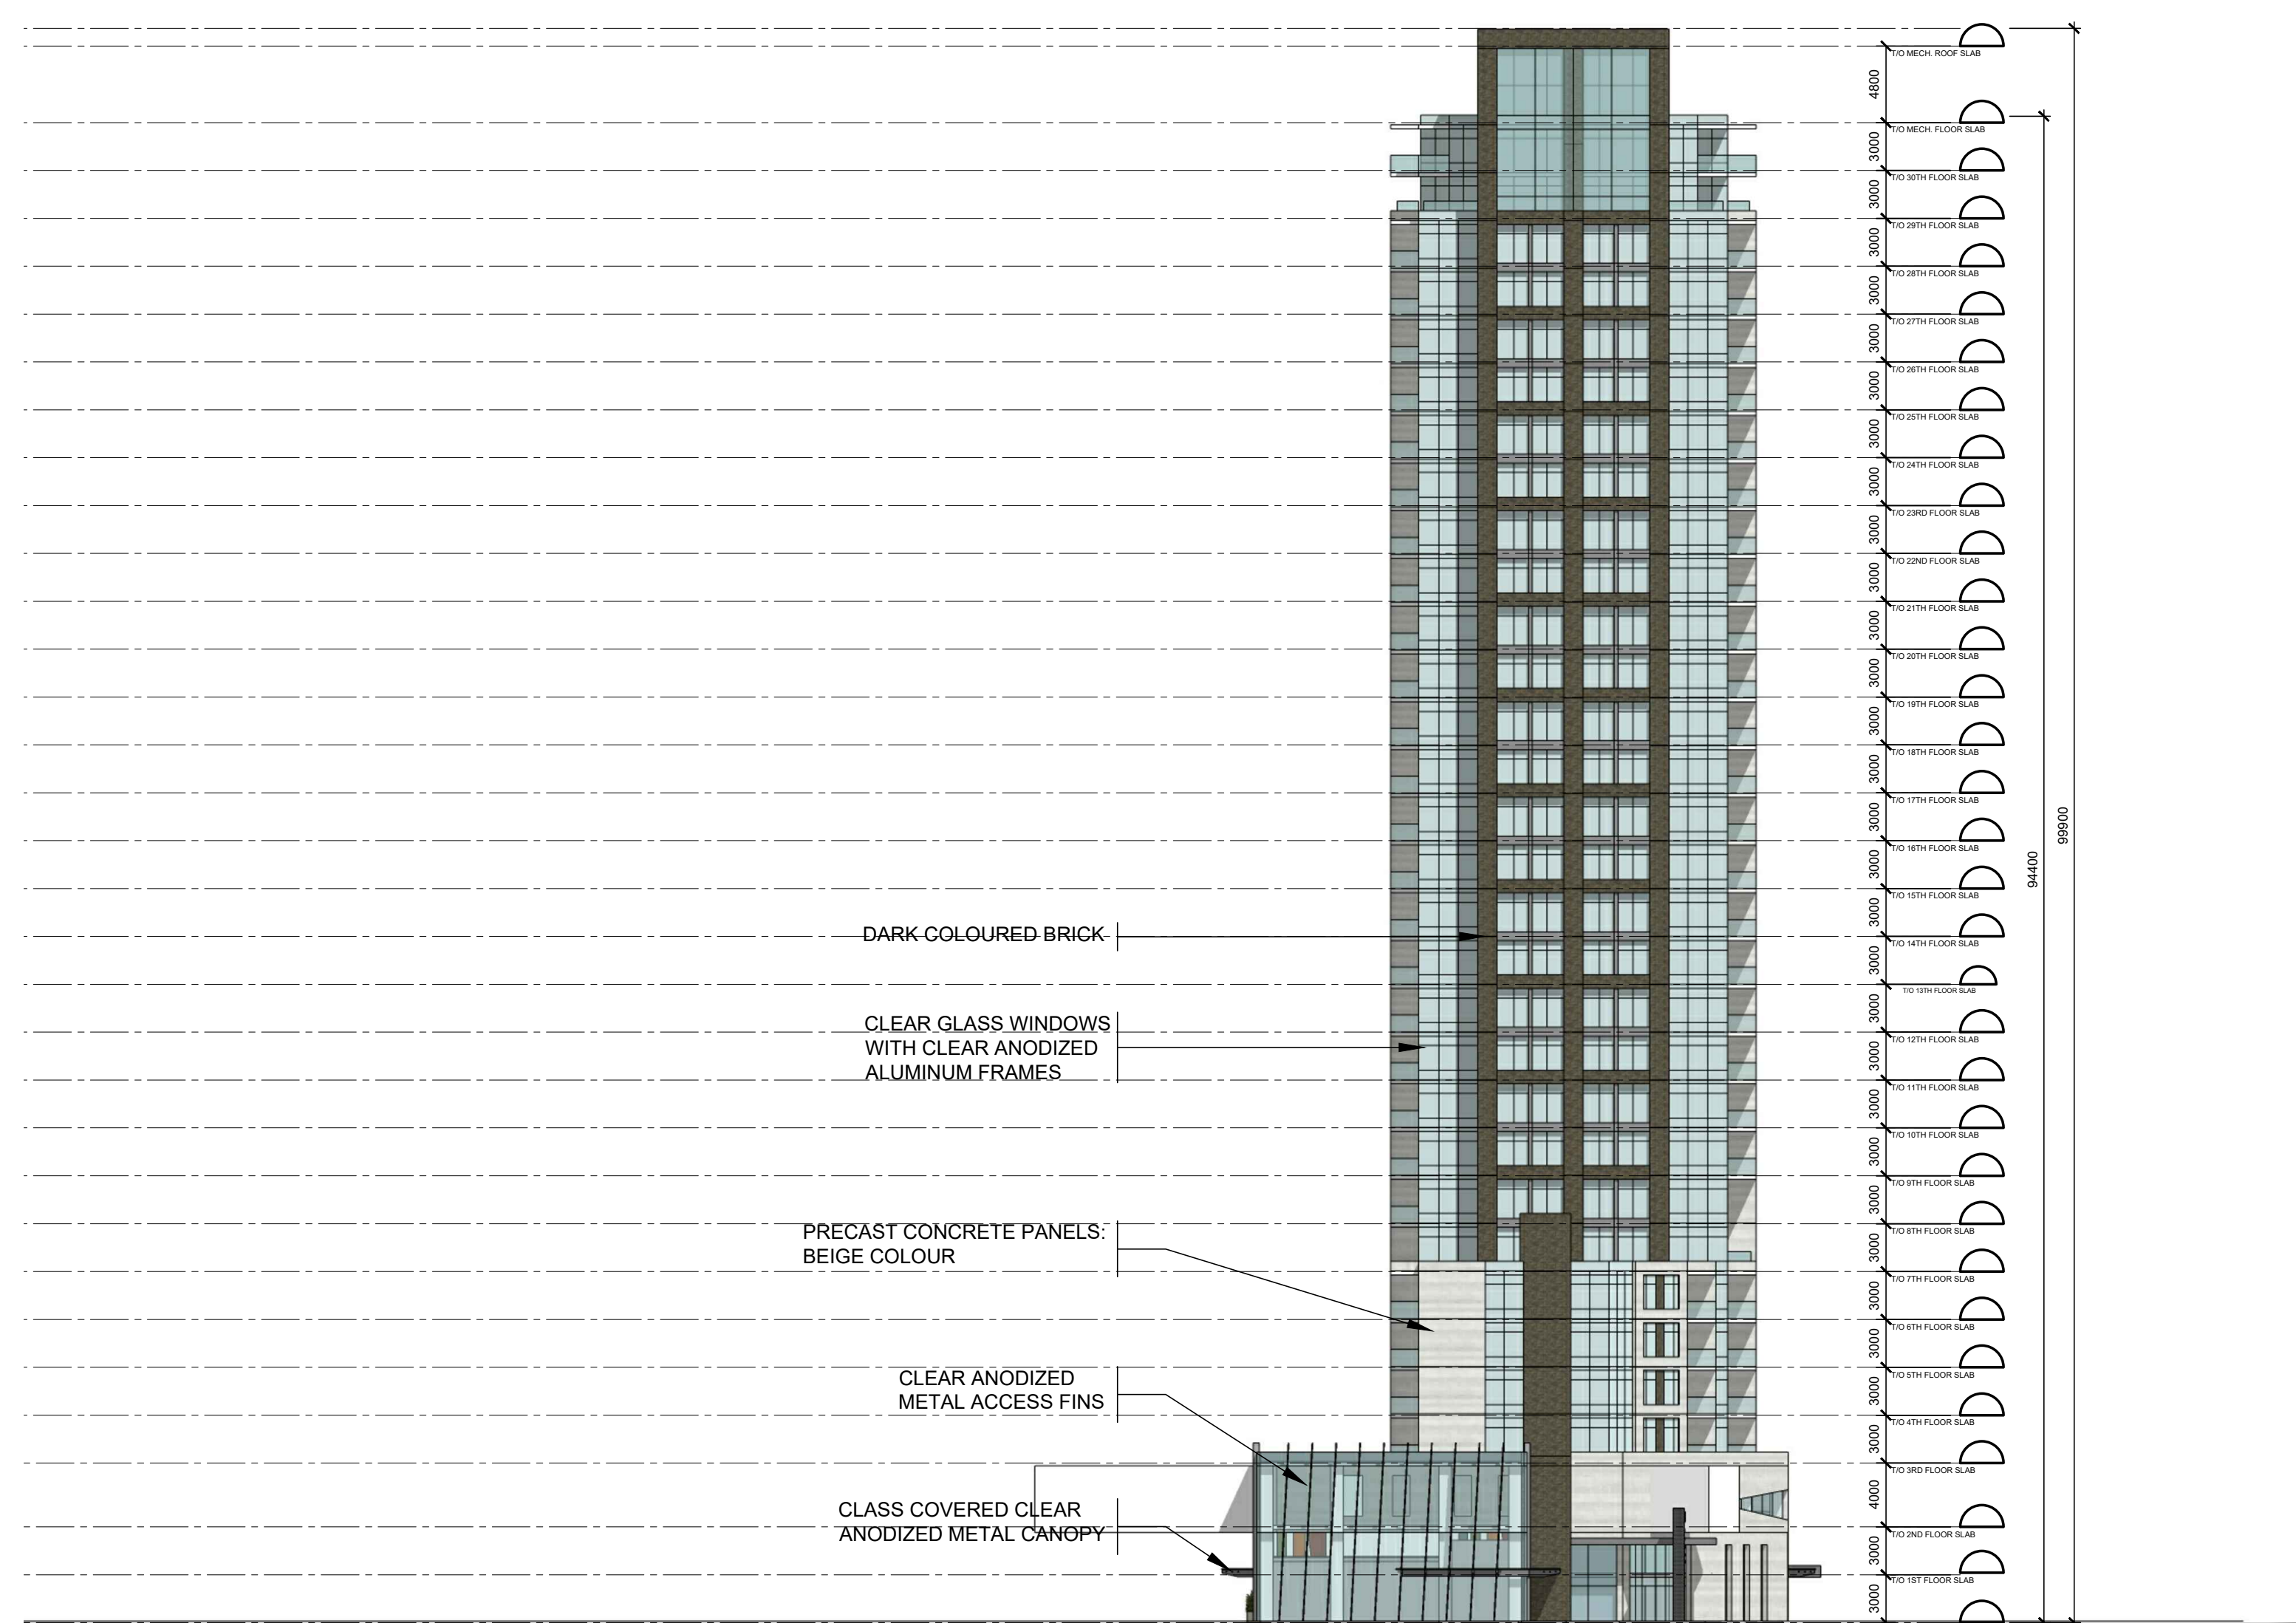 T/O MECH. ROOF SLAB
4800
T/O MECH. FLOOR SLAB
3000
T/O 30TH FLOOR SLAB
3000
T/O 29TH FLOOR SLAB
3000
T/O 28TH FLOOR SLAB
3000
T/O 27TH FLOOR SLAB
3000
T/O 26TH FLOOR SLAB
3000
T/O 25TH FLOOR SLAB
3000
T/O 24TH FLOOR SLAB
3000
T/O 23RD FLOOR SLAB
3000
T/O 22ND FLOOR SLAB
3000
T/O 21TH FLOOR SLAB
3000
T/O 20TH FLOOR SLAB
3000
T/O 19TH FLOOR SLAB
3000
T/O 18TH FLOOR SLAB
3000
T/O 17TH FLOOR SLAB
3000
99900
T/O 16TH FLOOR SLAB
3000
94400
T/O 15TH FLOOR SLAB
3000
DARK COLOURED BRICK
T/O 14TH FLOOR SLAB
3000
T/O 13TH FLOOR SLAB
3000
CLEAR GLASS WINDOWS
WITH CLEAR ANODIZED
ALUMINUM FRAMES
T/O 12TH FLOOR SLAB
3000
T/O 11TH FLOOR SLAB
3000
T/O 10TH FLOOR SLAB
3000
T/O 9TH FLOOR SLAB
3000
PRECAST CONCRETE PANELS:
BEIGE COLOUR
T/O 8TH FLOOR SLAB
3000
T/O 7TH FLOOR SLAB
3000
T/O 6TH FLOOR SLAB
3000
T/O 5TH FLOOR SLAB
3000
CLEAR ANODIZED
METAL ACCESS FINS
T/O 4TH FLOOR SLAB
3000
T/O 3RD FLOOR SLAB
4000
CLASS COVERED CLEAR
ANODIZED METAL CANOPY
T/O 2ND FLOOR SLAB
3000
T/O 1ST FLOOR SLAB
3000